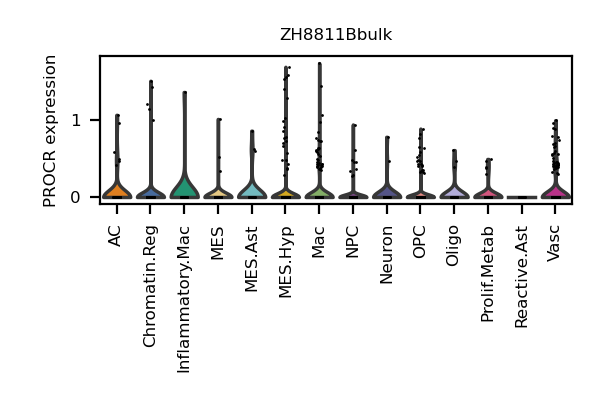 ZH8811Bbulk
PROCR expression
1
0
AC
Chromatin.Reg
Inflammatory.Mac
MES
MES.Ast
MES.Hyp
Mac
NPC
Neuron
OPC
Oligo
Prolif.Metab
Reactive.Ast
Vasc